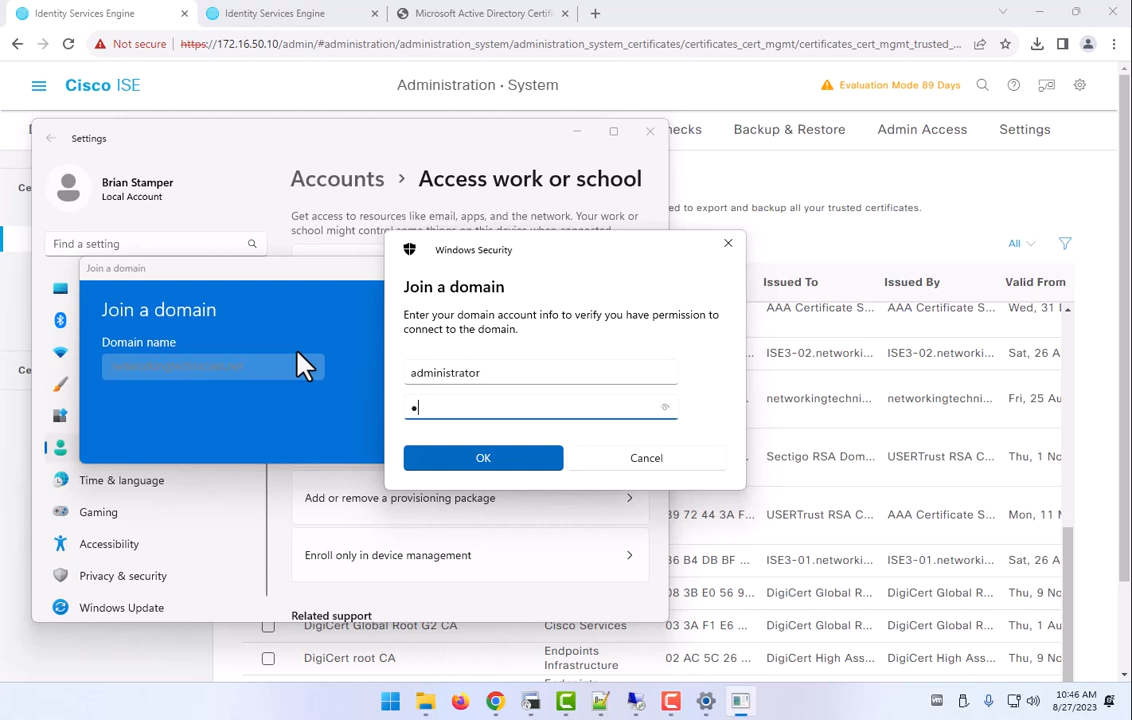 Identity Services Engine
Identity Services Engine
Microsoft Active Directory Certif
Not secure
https://172.16.50.10/admin/#administration/administration_system/administration_system_certificates/certificates_cert_mgmt/certificates_cert_mgmt_trusted_...
Cisco ISE
Administration · System
Evaluation Mode 89 Days
Backup & Restore
Admin Access
Settings
Settings
Brian Stamper
Local Account
Find a setting
Accounts > Access work or school
Get access to resources like email, apps, and the network. Your work or
school might control some things on this device when connected.
ed to export and backup all your trusted certificates.
All
Join a domain
Join a domain
Domain name
Windows Security
Join a domain
Enter your domain account info to verify you have permission to
connect to the domain.
administrator
OK
Cancel
Time & language
Gaming
Accessibility
Privacy & security
Windows Update
Add or remove a provisioning package
Enroll only in device management
Related support
Issued To
Issued By
Valid From
AAA Certificate S...
AAA Certificate S...
Wed, 31
ISE3-02.networki...
ISE3-02.networki...
Sat, 26 A
networkingtechni...
networkingtechni...
Fri, 25 Au
Sectigo RSA Dom...
USERTrust RSA C...
Thu, 1 No
39 72 44 3A F...
USERTrust RSA C...
AAA Certificate S...
Mon, 11 M
36 B4 DB BF ...
ISE3-01.networki...
ISE3-01.networki...
Sat, 26 A
08 3B E0 56 9...
DigiCert Global R...
DigiCert Global R...
Thu, 9 No
DigiCert Global Root G2 CA
Cisco Services
03 3A F1 E6 ...
DigiCert Global R...
DigiCert Global R...
Thu, 1 Au
DigiCert root CA
Endpoints
Infrastructure
02 AC 5C 26 ...
DigiCert High Ass...
DigiCert High Ass...
Thu, 9 No
10:46 AM
8/27/2023